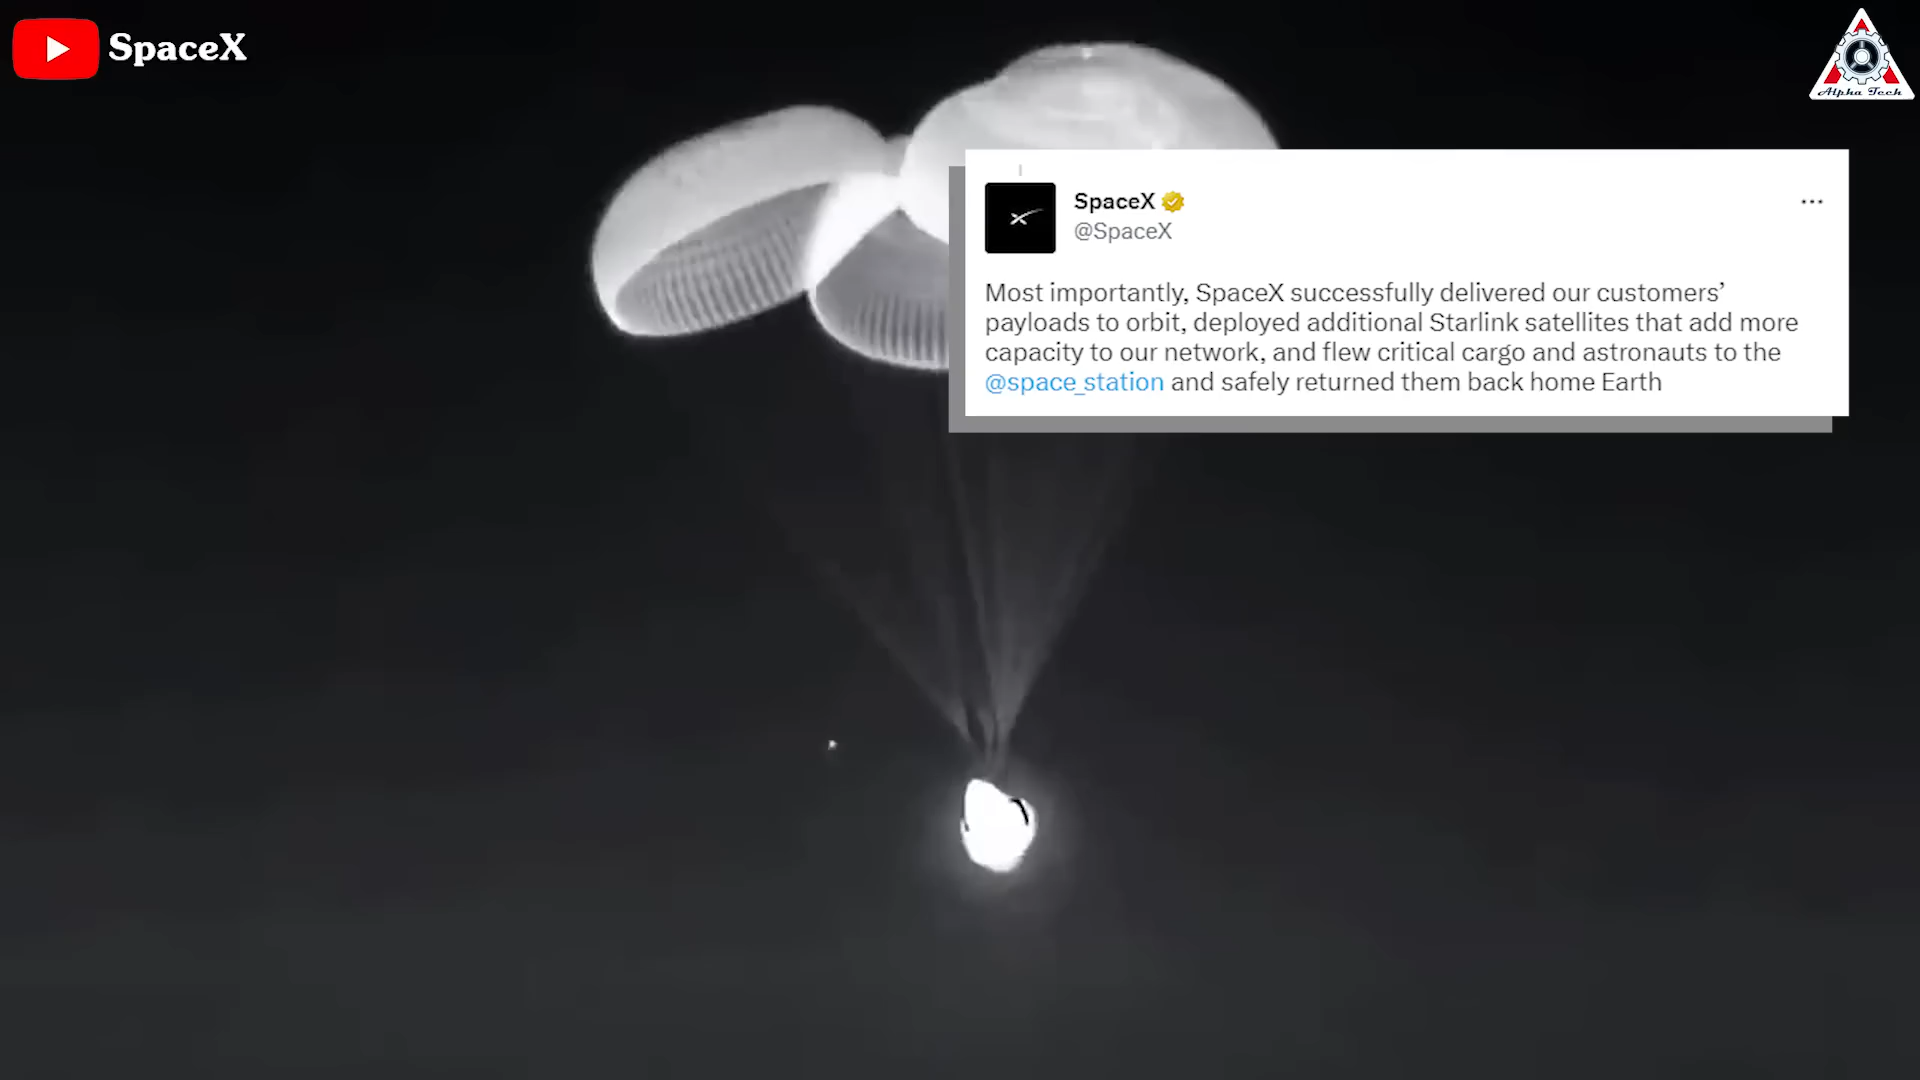 SpaceX
Alpha Tech
SpaceX
@SpaceX
Most importantly, SpaceX successfully delivered our customers’
payloads to orbit, deployed additional Starlink satellites that add more
capacity to our network, and flew critical cargo and astronauts to the
@space_station and safely returned them back home Earth